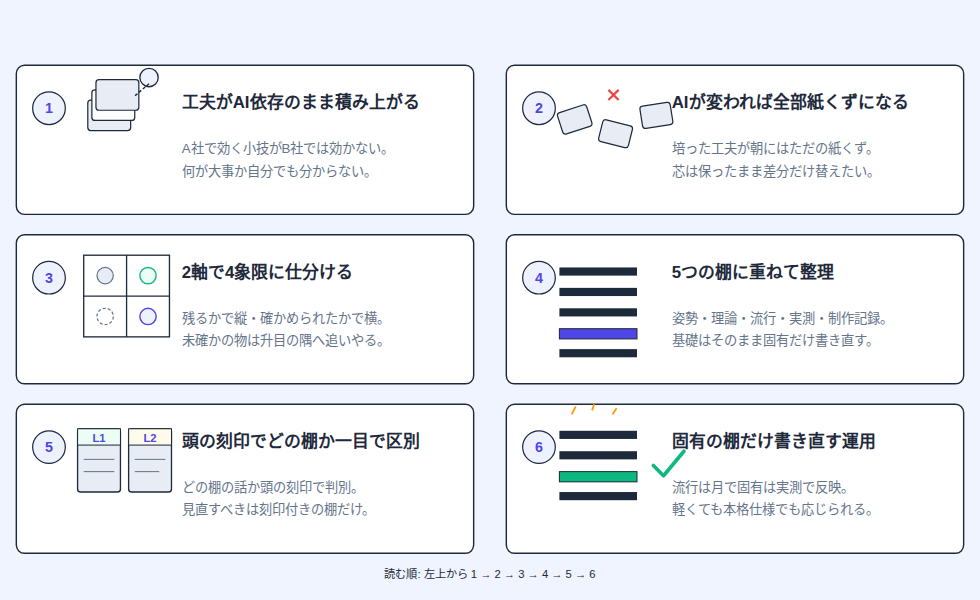 1
工夫がAI依存のまま積み上がる
A社で効く小技がB社では効かない。
何が大事か自分でも分からない。
2
AIが変われば全部紙くずになる
培った工夫が朝にはただの紙くず。
芯は保ったまま差分だけ替えたい。
3
2軸で4象限に仕分ける
残るかで縦・確かめられたかで横。
未確かの物は升目の隅へ追いやる。
4
5つの棚に重ねて整理
姿勢・理論・流行・実測・制作記録。
基礎はそのまま固有だけ書き直す。
5
L1 L2
頭の刻印でどの棚か一目で区別
どの棚の話か頭の刻印で判別。
見直すべきは刻印付きの棚だけ。
6
固有の棚だけ書き直す運用
流行は月で固有は実測で反映。
軽くても本格仕様でも応じられる。
読む順: 左上から 1 → 2 → 3 → 4 → 5 → 6